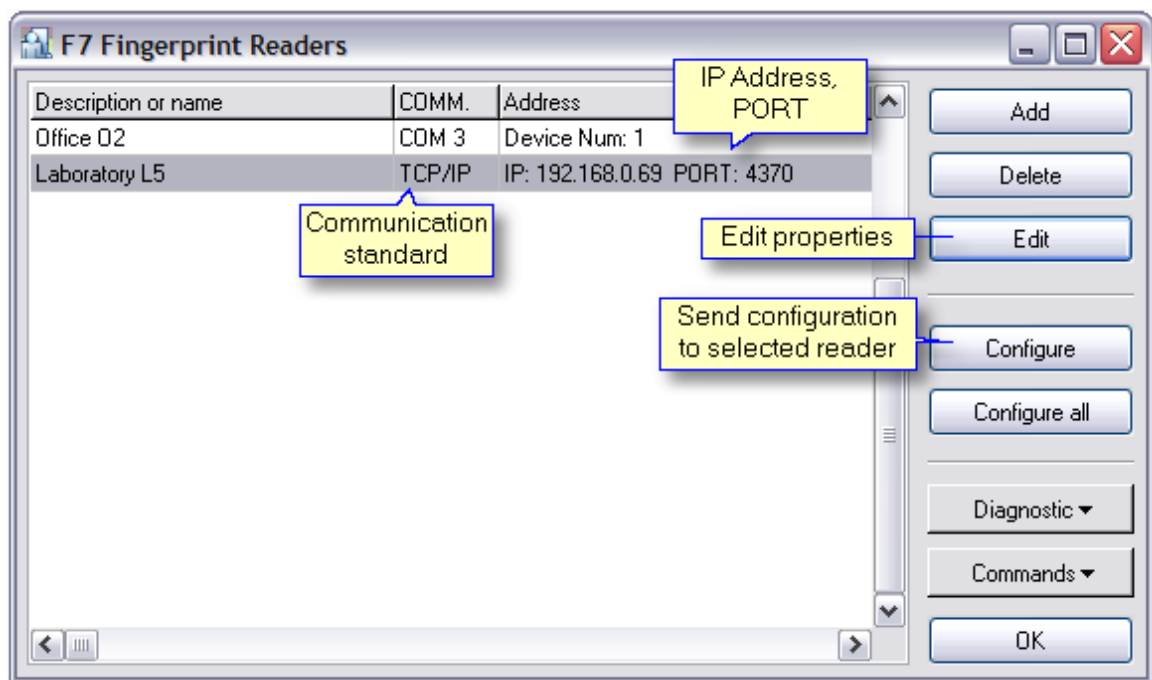 F7 Fingerprint Readers
Description or name COMM. Address
IP Address,
PORT
Add
Office O2 COM 3 Device Num: 1
Laboratory L5 TCP/IP IP: 192.168.0.69 PORT: 4370
Delete
Communication
standard
Edit properties
Edit
Send configuration
to selected reader
Configure
Configure all
Diagnostic
Commands
OK